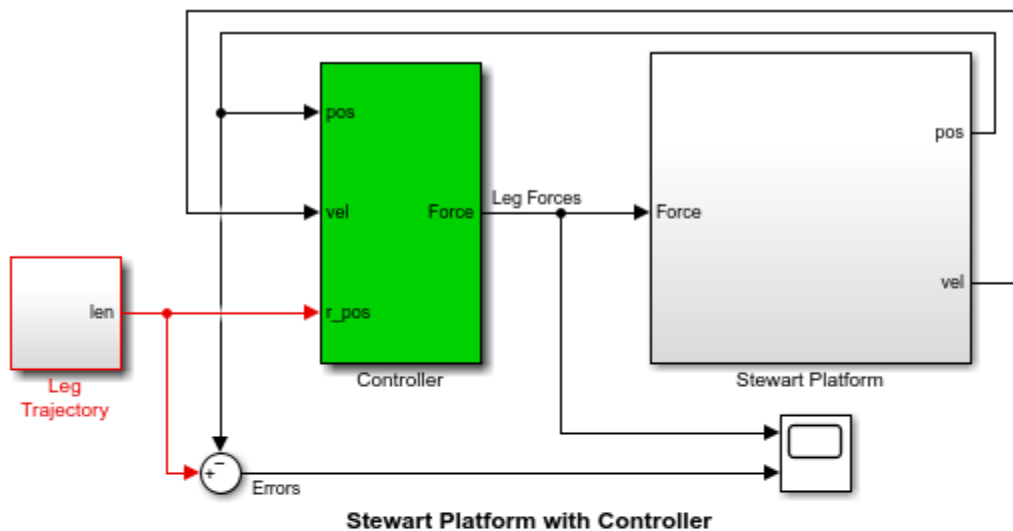 pos
pos
vel
Force
Leg Forces
Force
len
r_pos
vel
Controller
Stewart Platform
Leg
Trajectory
−
+
Errors
Stewart Platform with Controller